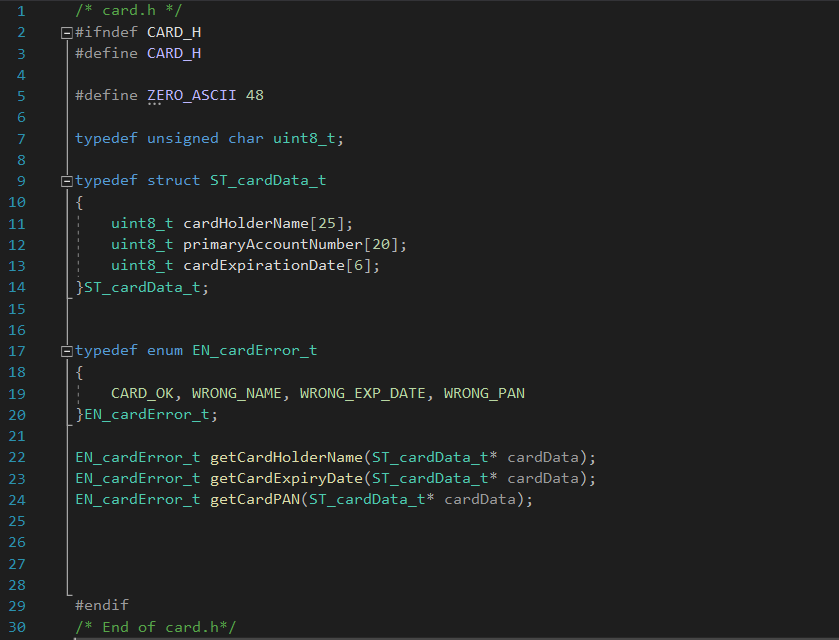 1 /* card.h */
2 #ifndef CARD_H
3 #define CARD_H
4
5 #define ZERO_ASCII 48
6
7 typedef unsigned char uint8_t;
8
9 typedef struct ST_cardData_t
10 {
11 uint8_t cardHolderName[25];
12 uint8_t primaryAccountNumber[20];
13 uint8_t cardExpirationDate[6];
14 }ST_cardData_t;
15
16
17 typedef enum EN_cardError_t
18 {
19 CARD_OK, WRONG_NAME, WRONG_EXP_DATE, WRONG_PAN
20 }EN_cardError_t;
21
22 EN_cardError_t getCardHolderName(ST_cardData_t* cardData);
23 EN_cardError_t getCardExpiryDate(ST_cardData_t* cardData);
24 EN_cardError_t getCardPAN(ST_cardData_t* cardData);
25
26
27
28
29 #endif
30 /* End of card.h*/